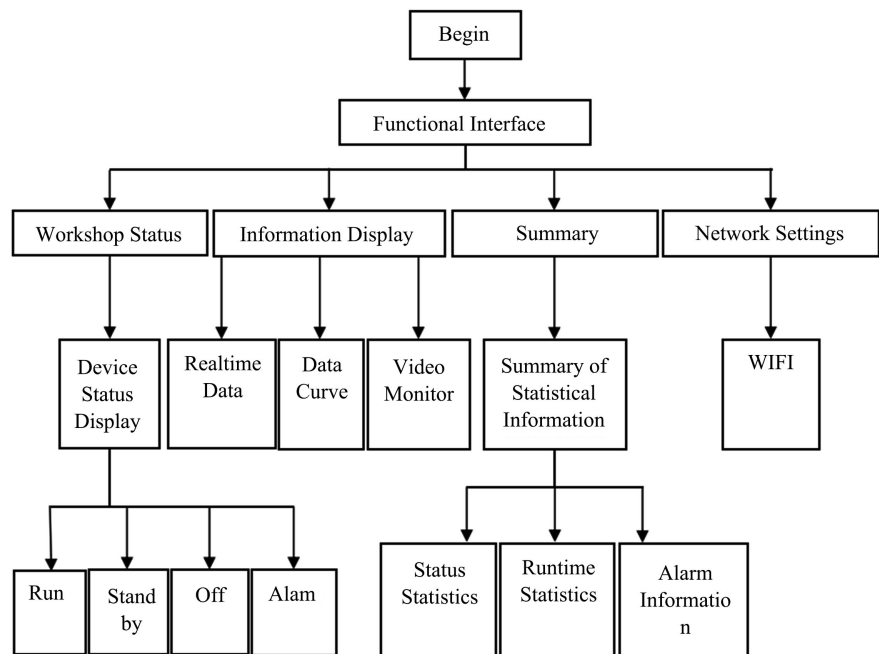 Begin
Functional Interface
Workshop Status
Information Display
Summary
Network Settings
Device
Status
Display
Realtime
Data
Data
Curve
Video
Monitor
Summary of
Statistical
Information
WIFI
Run
Stand
by
Off
Alam
Status
Statistics
Runtime
Statistics
Alarm
Informatio
n